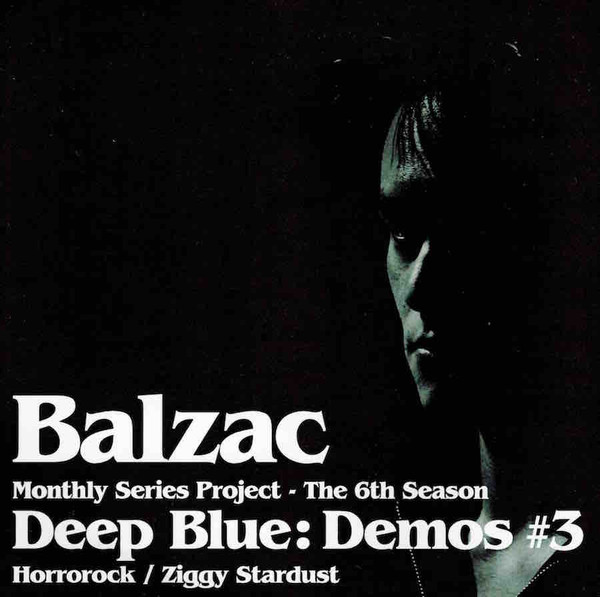 Balzac
Monthly Series Project - The 6th Season
Deep Blue: Demos #3
Horrorock / Ziggy Stardust